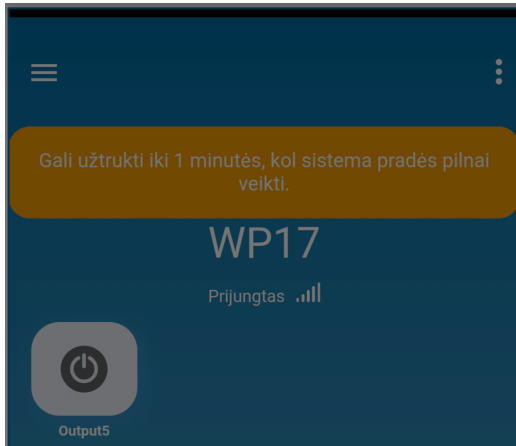 Gali užtrukti iki 1 minutės, kol sistema pradės pilnai
veikti.
WP17
Prijungtas
Output5